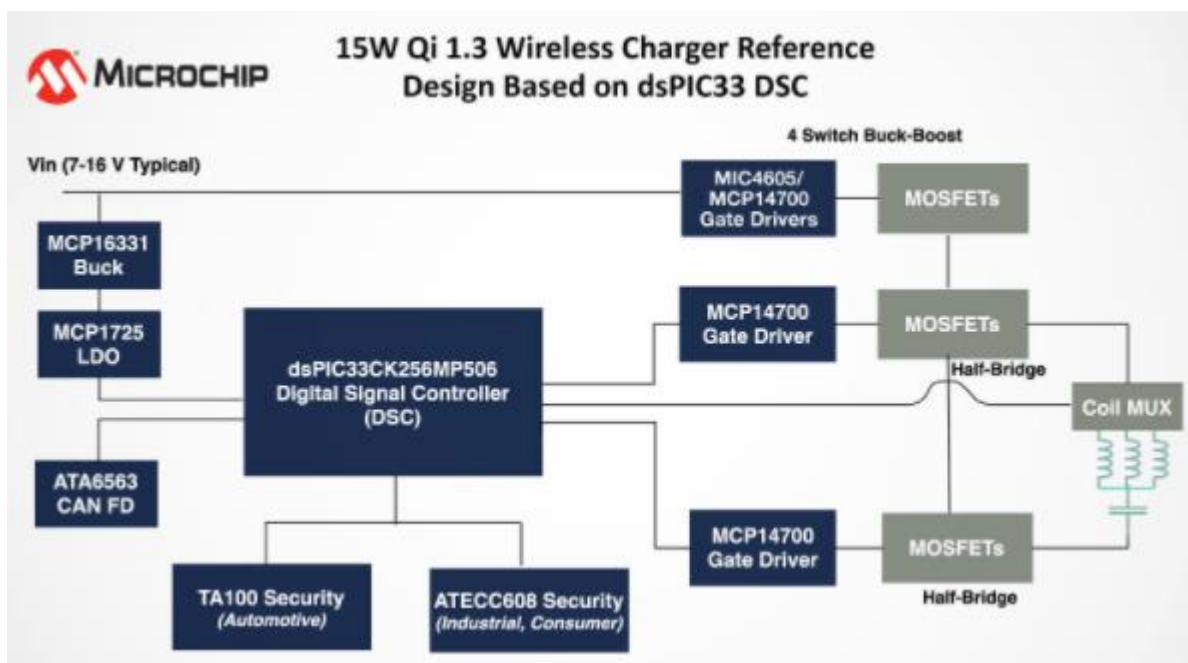 MICROCHIP
15W Qi 1.3 Wireless Charger Reference
Design Based on dsPIC33 DSC
4 Switch Buck-Boost
Vin (7-16 V Typical)
MIC4605/
MCP14700
Gate Drivers
MOSFETs
MCP16331
Buck
MCP1725
LDO
dsPIC33CK256MP506
Digital Signal Controller
(DSC)
MCP14700
Gate Driver
MOSFETs
Half-Bridge
Coil MUX
ATA6563
CAN FD
MCP14700
Gate Driver
MOSFETs
Half-Bridge
TA100 Security
(Automotive)
ATECC608 Security
(Industrial, Consumer)